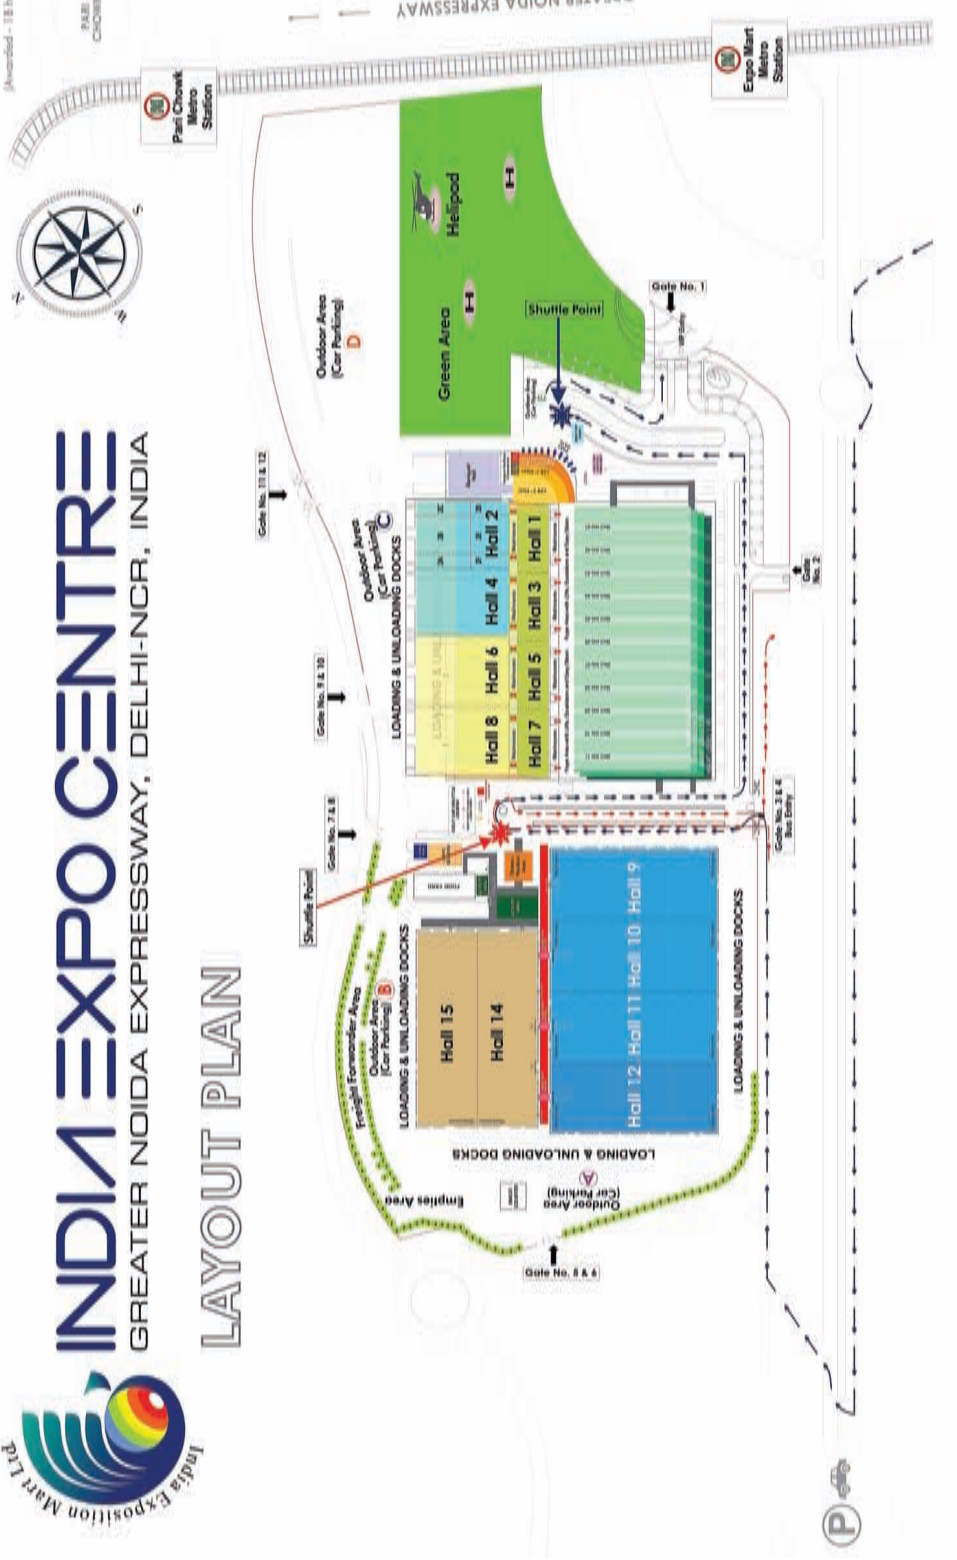 India Exposition Mart Ltd.
INDIA EXPO CENTRE
GREATER NOIDA EXPRESSWAY, DELHI-NCR, INDIA
LAYOUT PLAN
GREATER NOIDA EXPRESSWAY
PARI
Pari Chowk
Metro
Station
Expo Mart
Metro
Station
N
S
W
Gate No. 11 & 12
Gate No. 9 & 10
Gate No. 7 & 8
Shuttle Point
Outdoor Area
(Car Parking)
D
Outdoor Area
(Car Parking)
C
LOADING & UNLOADING DOCKS
Freight Forwarder Area
Outdoor Area
(Car Parking)
B
LOADING & UNLOADING DOCKS
Green Area
Helipad
H
H
Shuttle Point
Gate No. 1
VIP Entry
Hall 8
Hall 6
Hall 4
Hall 2
Hall 7
Hall 5
Hall 3
Hall 1
Hall 15
Hall 14
Hall 12
Hall 11
Hall 10
Hall 9
LOADING & UNLOADING DOCKS
LOADING & UNLOADING DOCKS
Empties Area
Outdoor Area
(Car Parking)
A
Gate No. 5 & 6
Gate No. 3 & 4
Bus Entry
Gate
No. 2
P